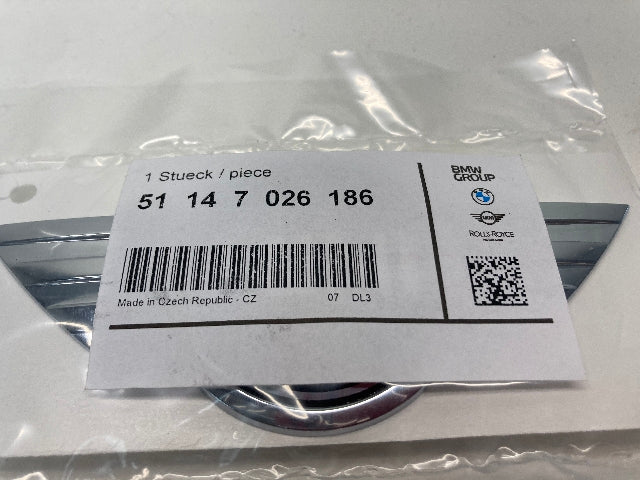 1 Stueck / piece
51 14 7 026 186
Made in Czech Republic - CZ 07 DL3
BMW
GROUP
MINI
ROLLS-ROYCE